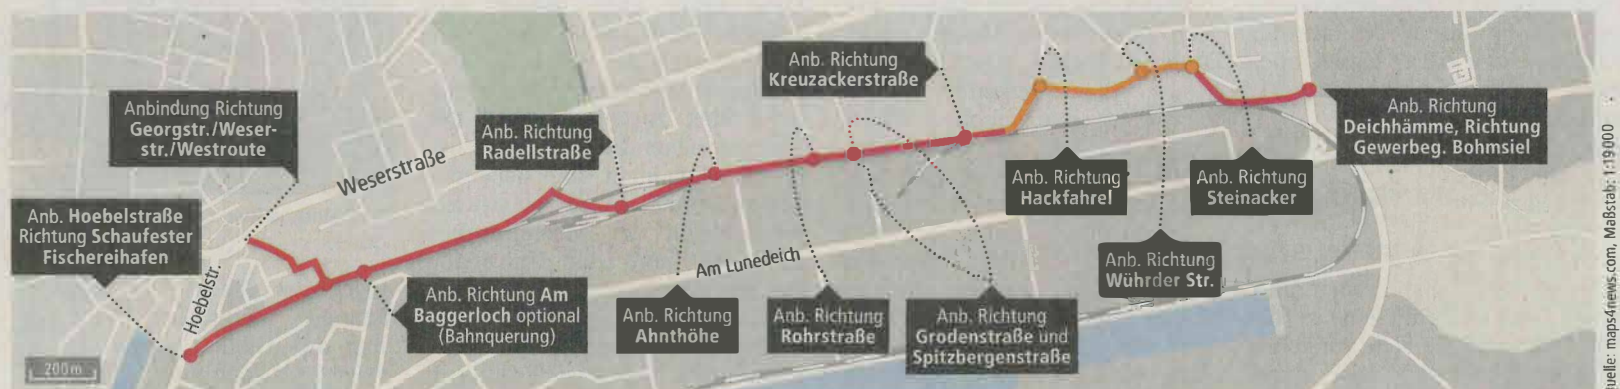 Anbindung Richtung
Georgstr./Weser-
str./Westroute
Anb. Hoebelstraße
Richtung Schaufester
Fischereihafen
Hoebelstr.
200m
Weserstraße
Anb. Richtung
Radellstraße
Anb. Richtung Am
Baggerloch optional
(Bahnquerung)
Anb. Richtung
Ahnthöhe
Am Lunedeich
Anb. Richtung
Kreuzackerstraße
Anb. Richtung
Rohrstraße
Anb. Richtung
Grodenstraße und
Spitzbergenstraße
Anb. Richtung
Hackfahrel
Anb. Richtung
Wührder Str.
Anb. Richtung
Steinacker
Anb. Richtung
Deichhämme, Richtung
Gewerbeg. Bohmsiel
uelle: maps4news.com, Maßstab: 1:19000